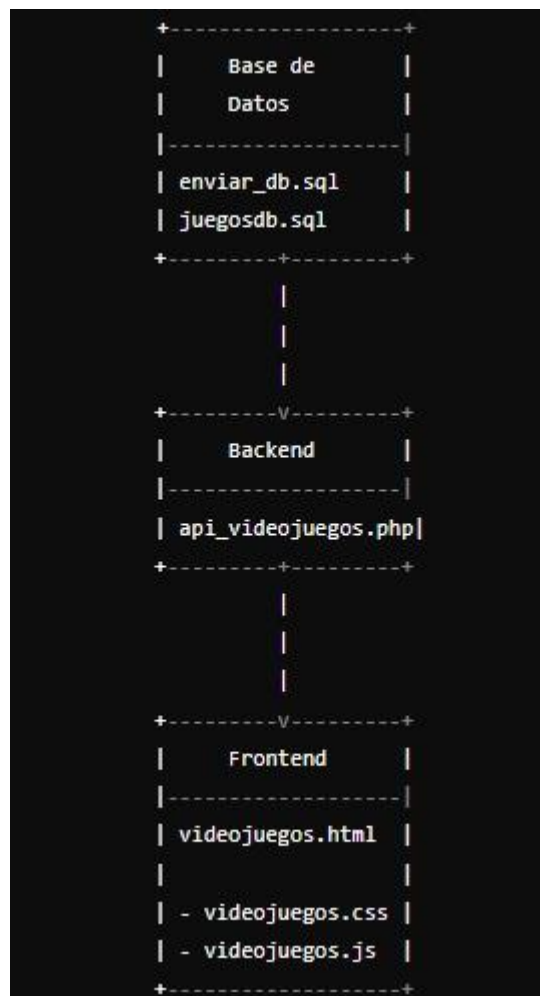 +-------------------+
|     Base de       |
|     Datos         |
|-------------------|
| enviar_db.sql     |
| juegosdb.sql      |
+---------+---------+
|
|
|
+---------v---------+
|     Backend       |
|-------------------|
| api_videojuegos.php|
+---------+---------+
|
|
|
+---------v---------+
|     Frontend      |
|-------------------|
| videojuegos.html  |
|                   |
| - videojuegos.css |
| - videojuegos.js  |
+-------------------+